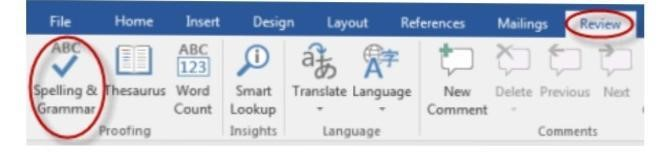 File Home Insert Design Layout References Mailings Review
ABC ABC 123
Spelling & Grammar Thesaurus Word Count Smart Lookup Translate Language New Comment Delete Previous Next
Proofing Insights Language Comments